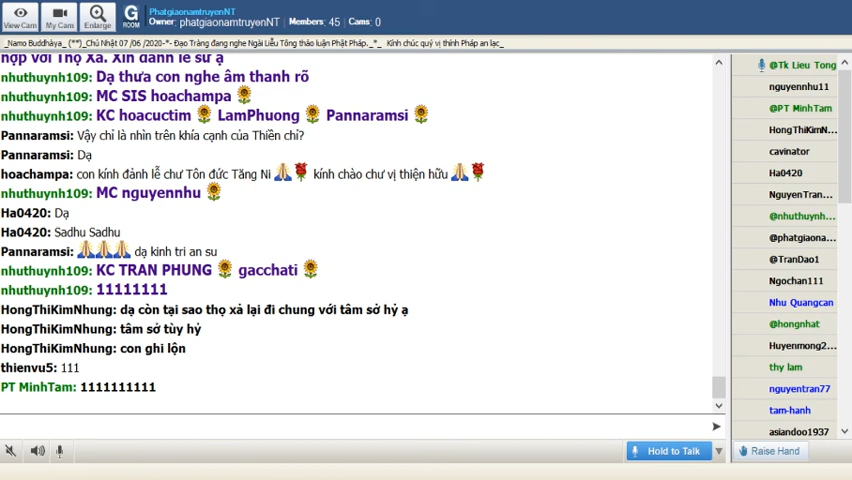 PhatgiaonamtruyenNT
Owner: phatgiaonamtruyenNT Members: 45 Cams: 0
View Cam
My Cam
Enlarge
G
ROOM
_Namo Buddhàya_ (**)_Chủ Nhật 07 /06 /2020-*- Đạo Tràng đang nghe Ngài Liễu Tông thảo luận Phật Pháp._*_ Kính chúc quý vị thính Pháp an lạc_
hợp với Thọ Xả. Xin đảnh lễ sư ạ
nhuthuynh109: Dạ thưa con nghe âm thanh rõ
MC SIS hoachampa
nhuthuynh109: KC hoacuctim LamPhuong Pannaramsi
Pannaramsi: Vậy chỉ là nhìn trên khía cạnh của Thiền chỉ?
Pannaramsi: Dạ
hoachampa: con kính đảnh lễ chư Tôn đức Tăng Ni kính chào chư vị thiện hữu
nhuthuynh109: MC nguyennhu
Ha0420: Dạ
Ha0420: Sadhu Sadhu
Pannaramsi: dạ kinh tri an su
nhuthuynh109: KC TRAN PHUNG gacchati
nhuthuynh109: 11111111
HongThiKimNhung: dạ còn tại sao thọ xả lại đi chung với tâm sở hỷ ạ
HongThiKimNhung: tâm sở tùy hỷ
HongThiKimNhung: con ghi lộn
thienvu5: 111
PT MinhTam: 1111111111
@Tk Lieu Tong
nguyennhu11
@PT MinhTam
HongThiKimN...
cavinator
Ha0420
NguyenTran...
@nhuthuynh...
@phatgiaona...
@TranDao1
Ngochan111
Nhu Quangcan
@hongnhat
Huyenmong2...
thy lam
nguyentran77
tam-hanh
asiandoo1937
Hold to Talk
Raise Hand